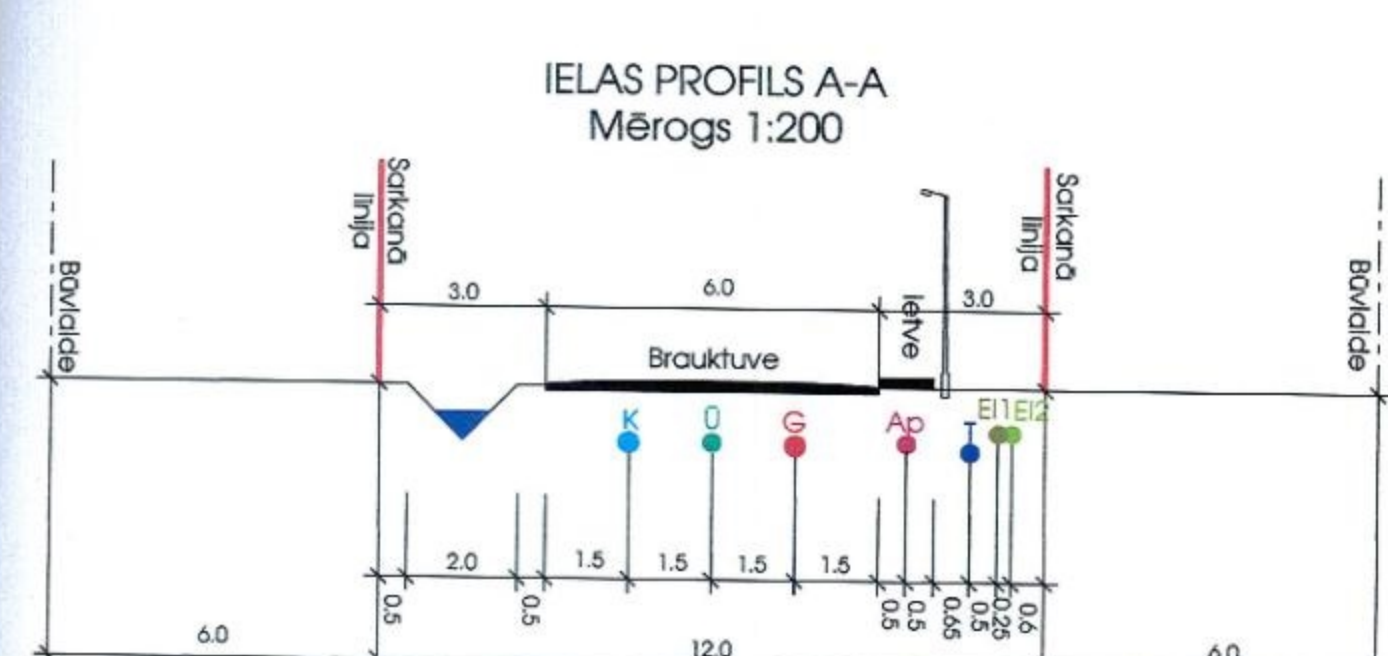 IELAS PROFILS A-A
Mērogs 1:200
Sarkanā
līnija
Sarkanā
līnija
Būvlaide
Būvlaide
3.0
6.0
Ietve
3.0
Brauktuve
K
Ū
G
Ap
T
El1
El2
0.5
2.0
0.5
1.5
1.5
1.5
1.5
0.5
0.5
0.65
0.5
0.25
0.6
6.0
12.0
6.0